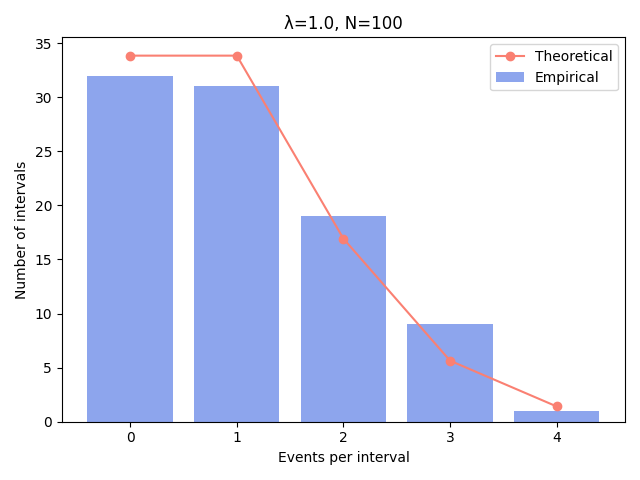 λ=1.0, N=100
Number of intervals
35
30
25
20
15
10
5
0
Theoretical
Empirical
0 1 2 3 4
Events per interval